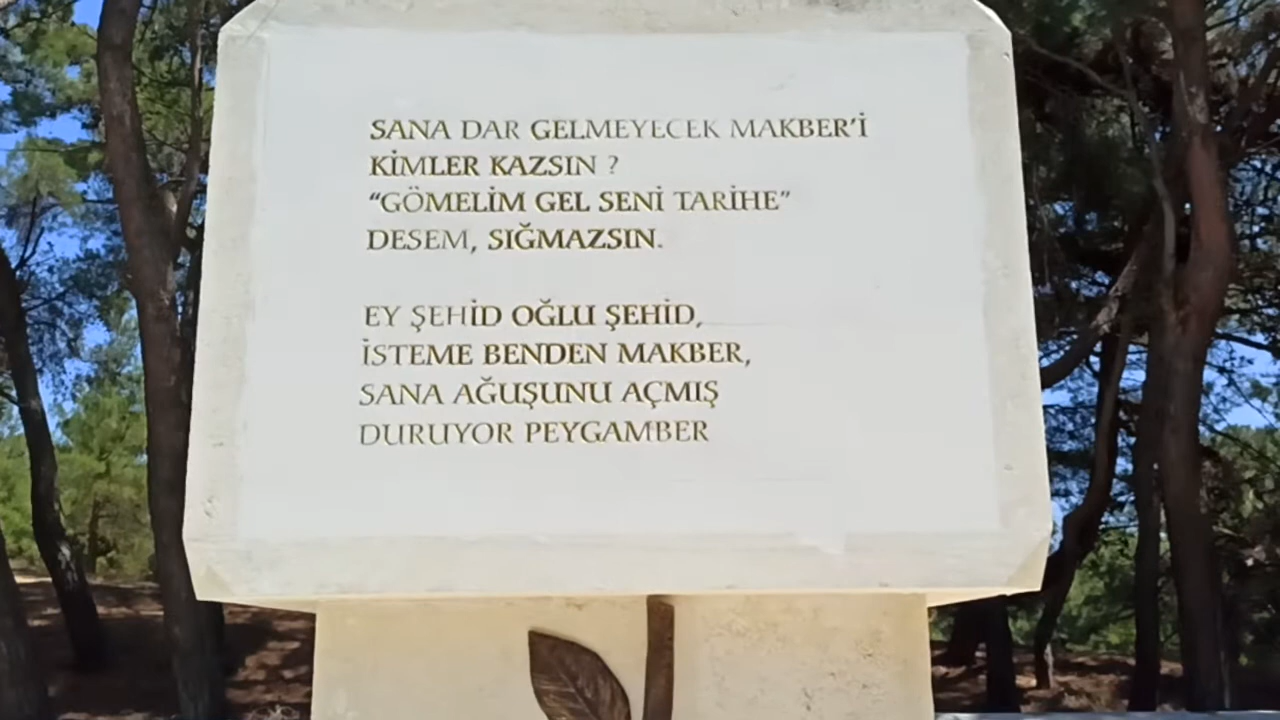 SANA DAR GELMEYECEK MAKBER'İ
KİMLER KAZSIN ?
“GÖMELİM GEL SENİ TARİHE”
DESEM, SIĞMAZSIN.
EY ŞEHİD OĞLU ŞEHİD,
İSTEME BENDEN MAKBER,
SANA AĞUŞUNU AÇMIŞ
DURUYOR PEYGAMBER